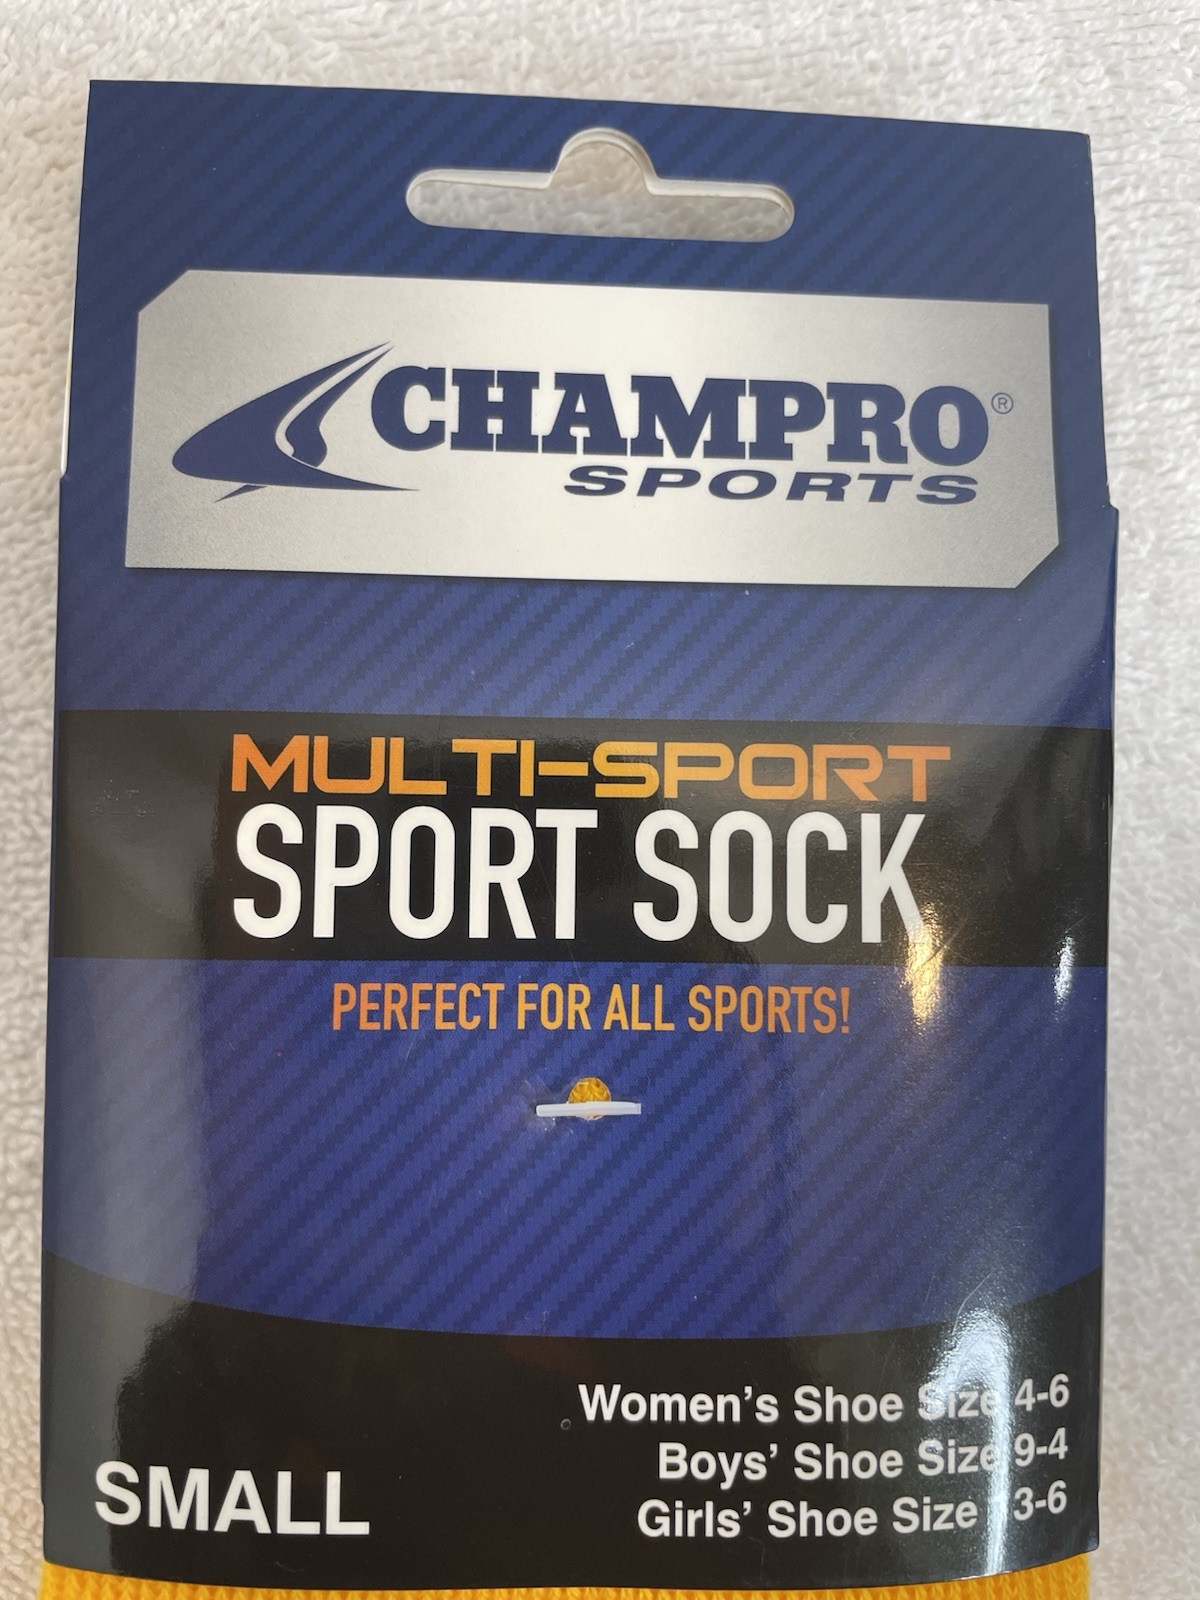 CHAMPRO®
SPORTS
MULTI-SPORT
SPORT SOCK
PERFECT FOR ALL SPORTS!
Women's Shoe Size 4-6
Boys' Shoe Size 9-4
Girls' Shoe Size
SMALL